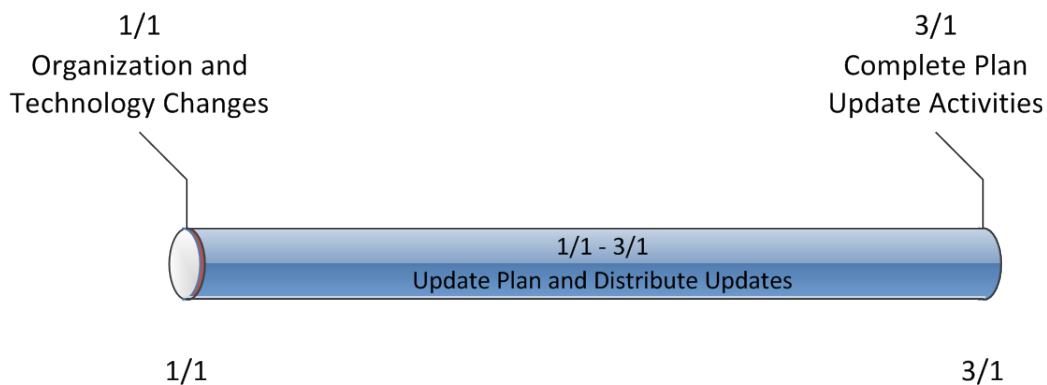 1/1
Organization and
Technology Changes
3/1
Complete Plan
Update Activities
1/1 - 3/1
Update Plan and Distribute Updates
1/1
3/1